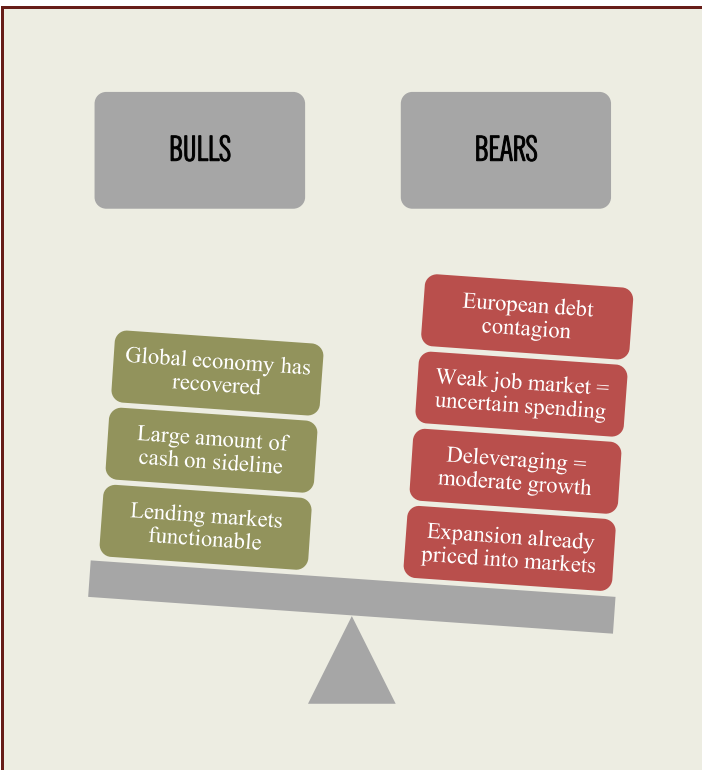 BULLS
BEARS
Global economy has
recovered
Large amount of
cash on sideline
Lending markets
functionable
European debt
contagion
Weak job market =
uncertain spending
Deleveraging =
moderate growth
Expansion already
priced into markets